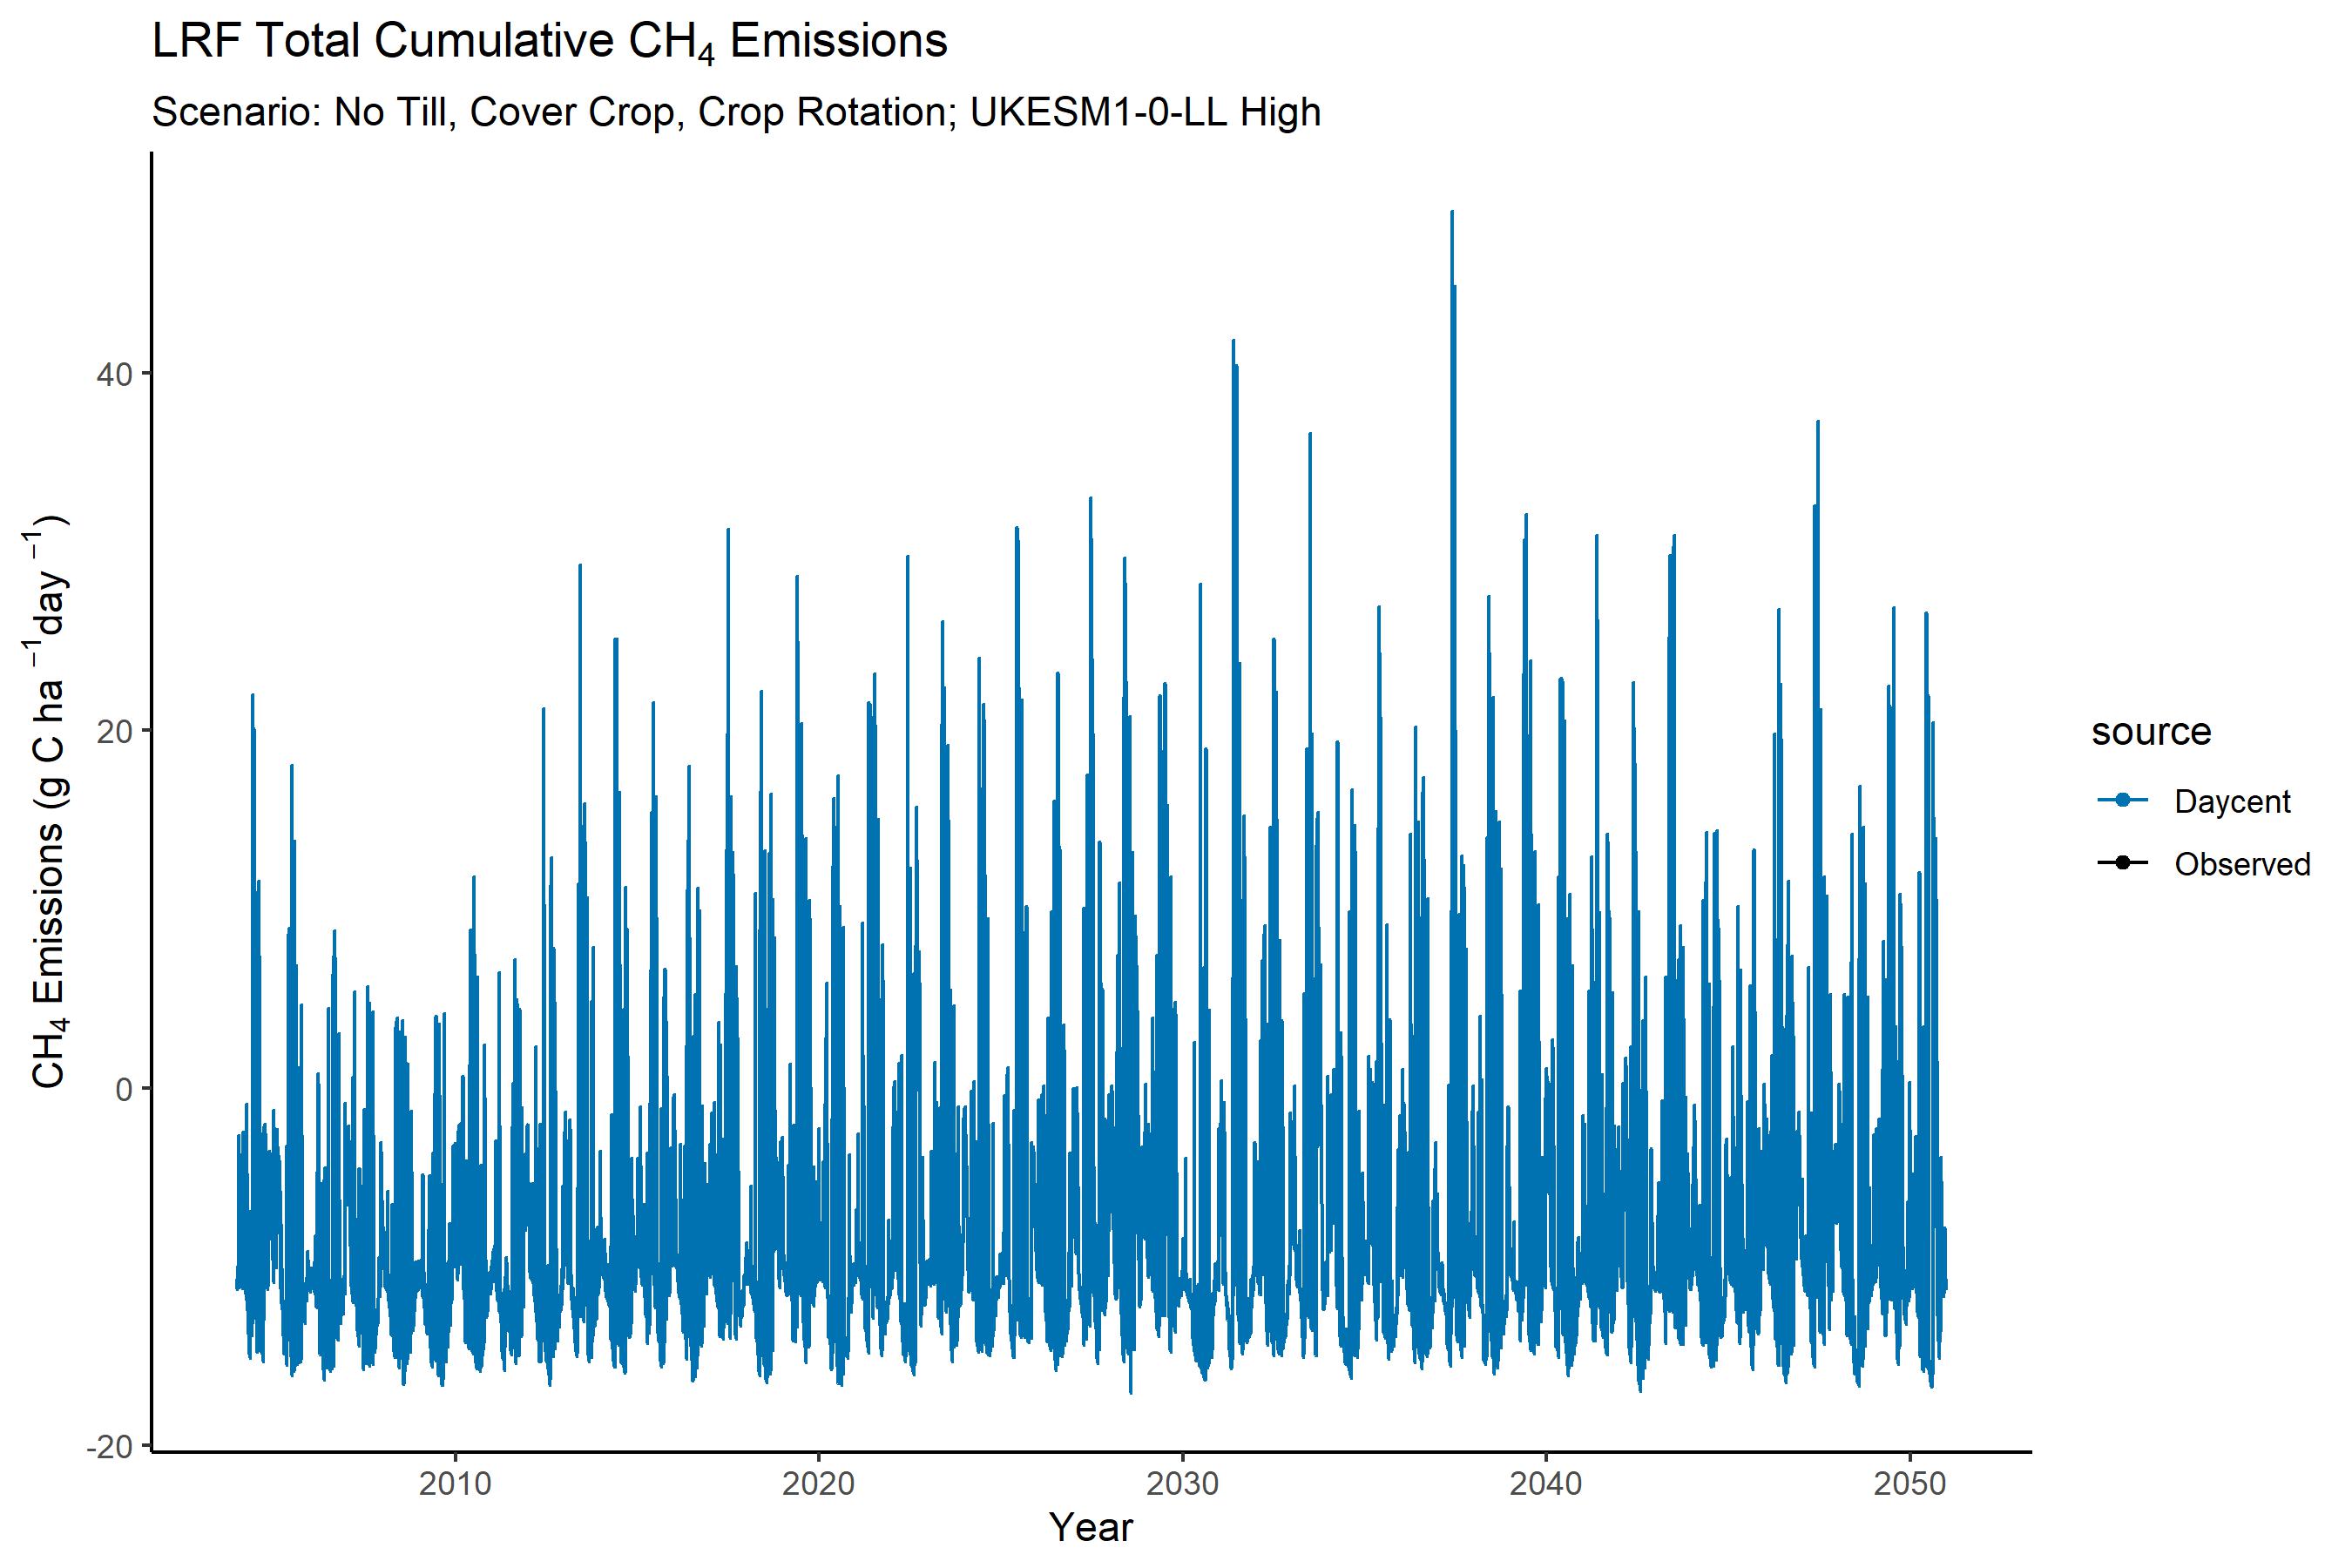 LRF Total Cumulative CH₄ Emissions
Scenario: No Till, Cover Crop, Crop Rotation; UKESM1-0-LL High
CH₄ Emissions (g C ha ⁻¹day ⁻¹)
40
20
0
-20
2010 2020 2030 2040 2050
Year
source
Daycent
Observed